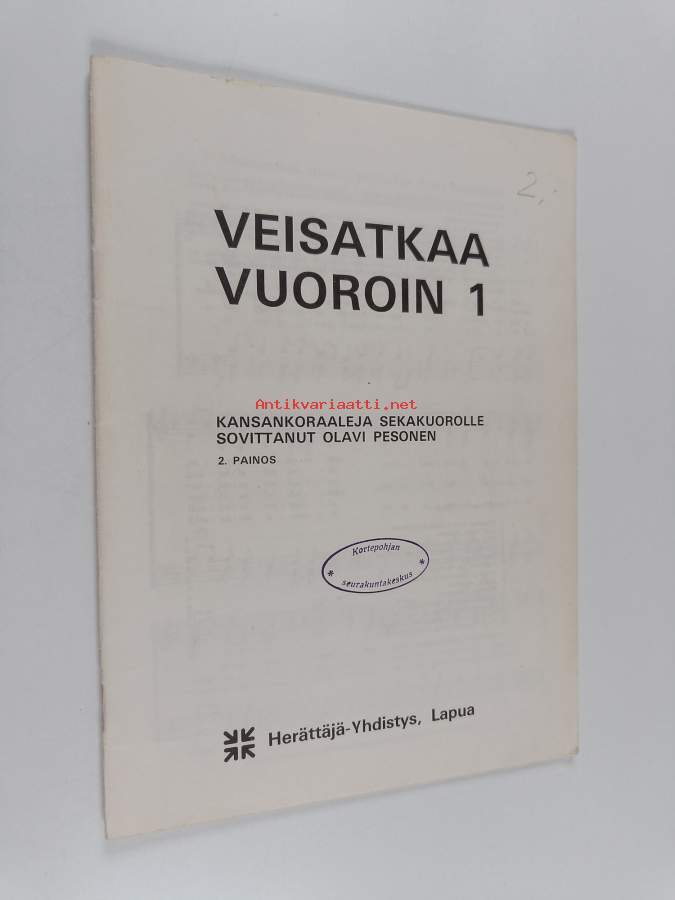 2,-
VEISATKAA
VUOROIN 1
Antikvariaatti.net
KANSANKORAALEJA SEKAKUOROLLE
SOVITTANUT OLAVI PESONEN
2. PAINOS
Kortepohjan
* *
seurakuntakeskus
Herättäjä-Yhdistys, Lapua